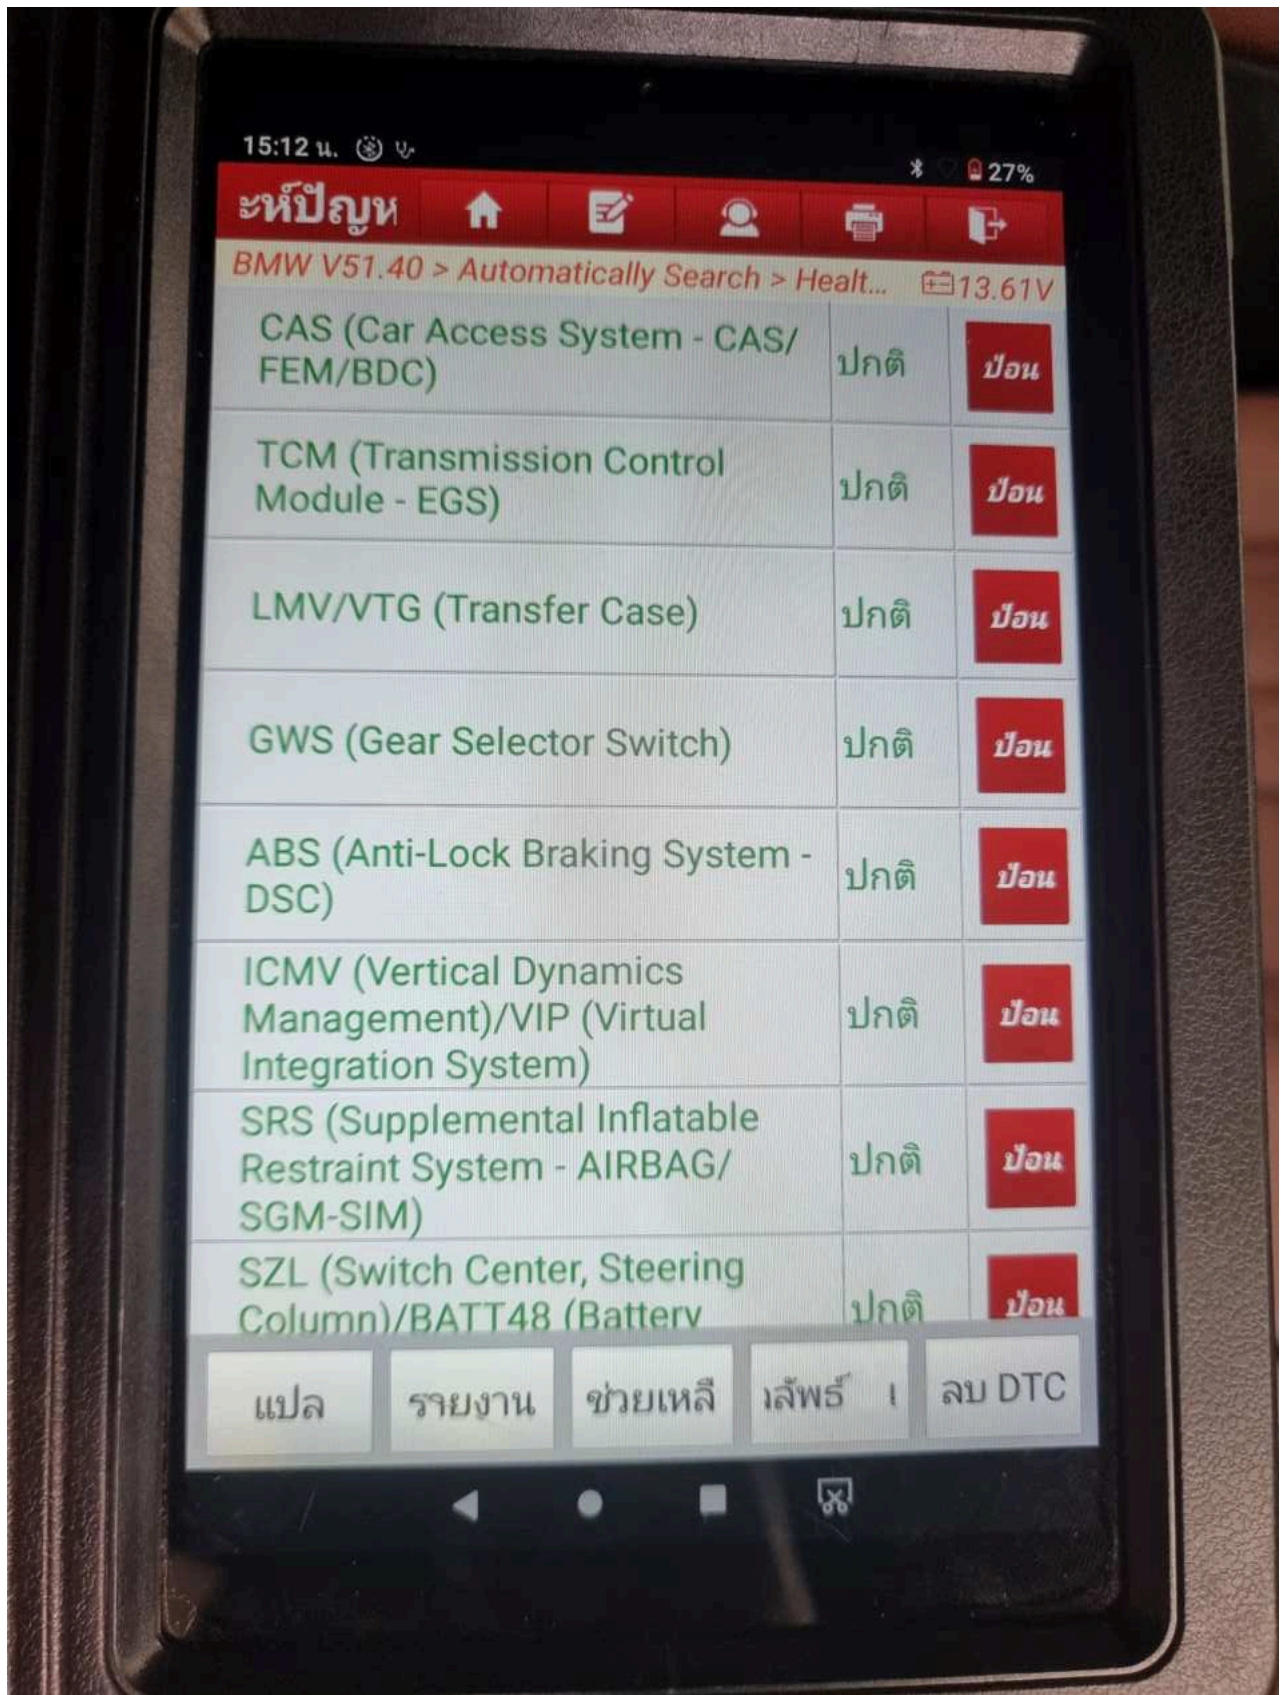 15:12 น.
27%
ะห์ปัญห
BMW V51.40 > Automatically Search > Healt...
13.61V
CAS (Car Access System - CAS/
FEM/BDC)
ปกติ
ป้อน
TCM (Transmission Control
Module - EGS)
ปกติ
ป้อน
LMV/VTG (Transfer Case)
ปกติ
ป้อน
GWS (Gear Selector Switch)
ปกติ
ป้อน
ABS (Anti-Lock Braking System -
DSC)
ปกติ
ป้อน
ICMV (Vertical Dynamics
Management)/VIP (Virtual
Integration System)
ปกติ
ป้อน
SRS (Supplemental Inflatable
Restraint System - AIRBAG/
SGM-SIM)
ปกติ
ป้อน
SZL (Switch Center, Steering
Column)/BATT48 (Battery
ปกติ
ป้อน
แปล
รายงาน
ช่วยเหลื
ลัพธ์
ลบ DTC